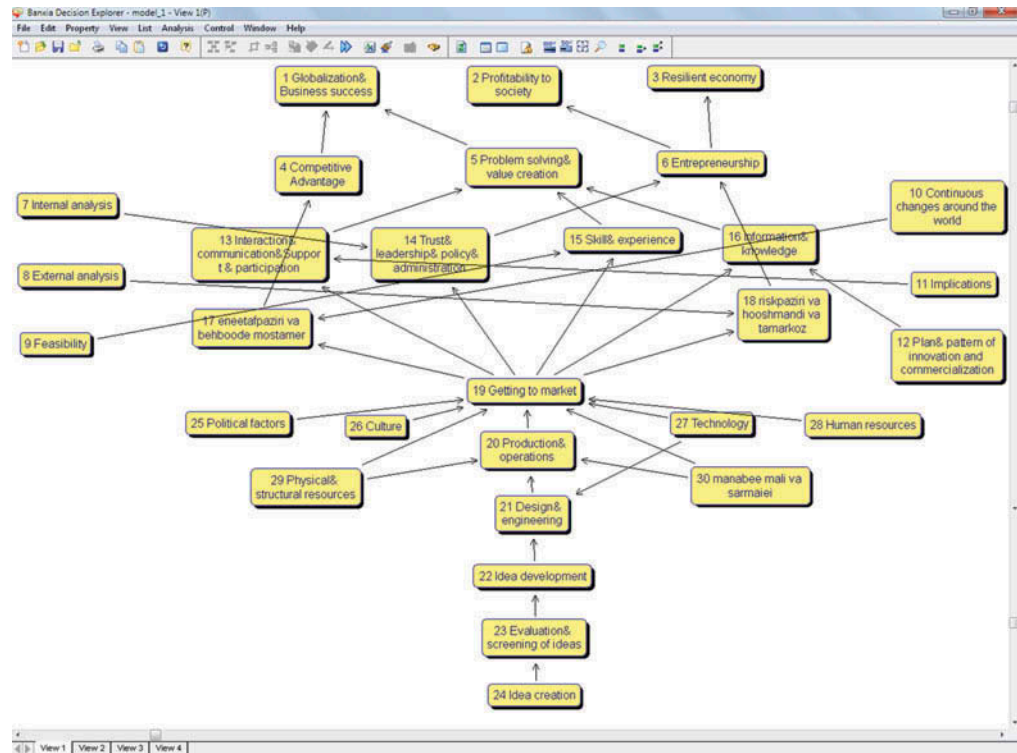 Banxia Decision Explorer - model_1 - View 1(P)
File Edit Property View List Analysis Control Window Help
1 Globalization&
Business success
2 Profitability to
society
3 Resilient economy
4 Competitive
Advantage
5 Problem solving&
value creation
6 Entrepreneurship
7 Internal analysis
10 Continuous
changes around the
world
13 Interaction&
communication&Suppor
t & participation
14 Trust&
leadership& policy&
administration
15 Skill& experience
16 Information&
knowledge
8 External analysis
11 Implications
17 eneetafpaziri va
behboode mostamer
18 riskpaziri va
hooshmandi va
tamarkoz
9 Feasibility
12 Plan& pattern of
innovation and
commercialization
19 Getting to market
25 Political factors
26 Culture
27 Technology
28 Human resources
20 Production&
operations
29 Physical&
structural resources
30 manabee mali va
sarmaiei
21 Design&
engineering
22 Idea development
23 Evaluation&
screening of ideas
24 Idea creation
View 1 View 2 View 3 View 4